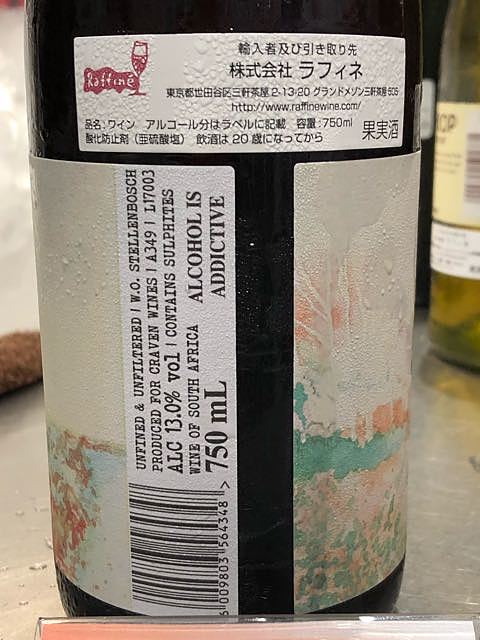 Raffiné
輸入者及び引き取り先
株式会社 ラフィネ
東京都世田谷区三軒茶屋 2-13-20 グランドメゾン三軒茶屋 505
http://www.raffinewine.com/
品名:ワイン アルコール分はラベルに記載 容量:750ml
酸化防止剤(亜硫酸塩) 飲酒は20歳になってから
果実酒
UNFINED & UNFILTERED | W.O. STELLENBOSCH
PRODUCED FOR CRAVEN WINES | A349 | L17003
ALC 13.0% vol | CONTAINS SULPHITES
WINE OF SOUTH AFRICA
750 mL
ALCOHOL IS
ADDICTIVE
6 009803 564348 >